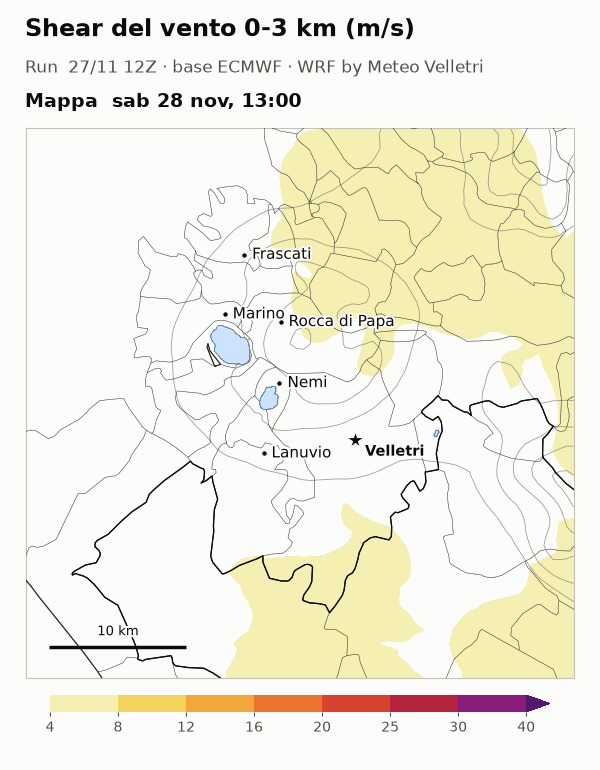 Shear del vento 0-3 km (m/s)
Run  27/11 12Z · base ECMWF · WRF by Meteo Velletri
Mappa  sab 28 nov, 13:00
Frascati
Marino
Rocca di Papa
Nemi
Velletri
Lanuvio
10 km
4 8 12 16 20 25 30 40